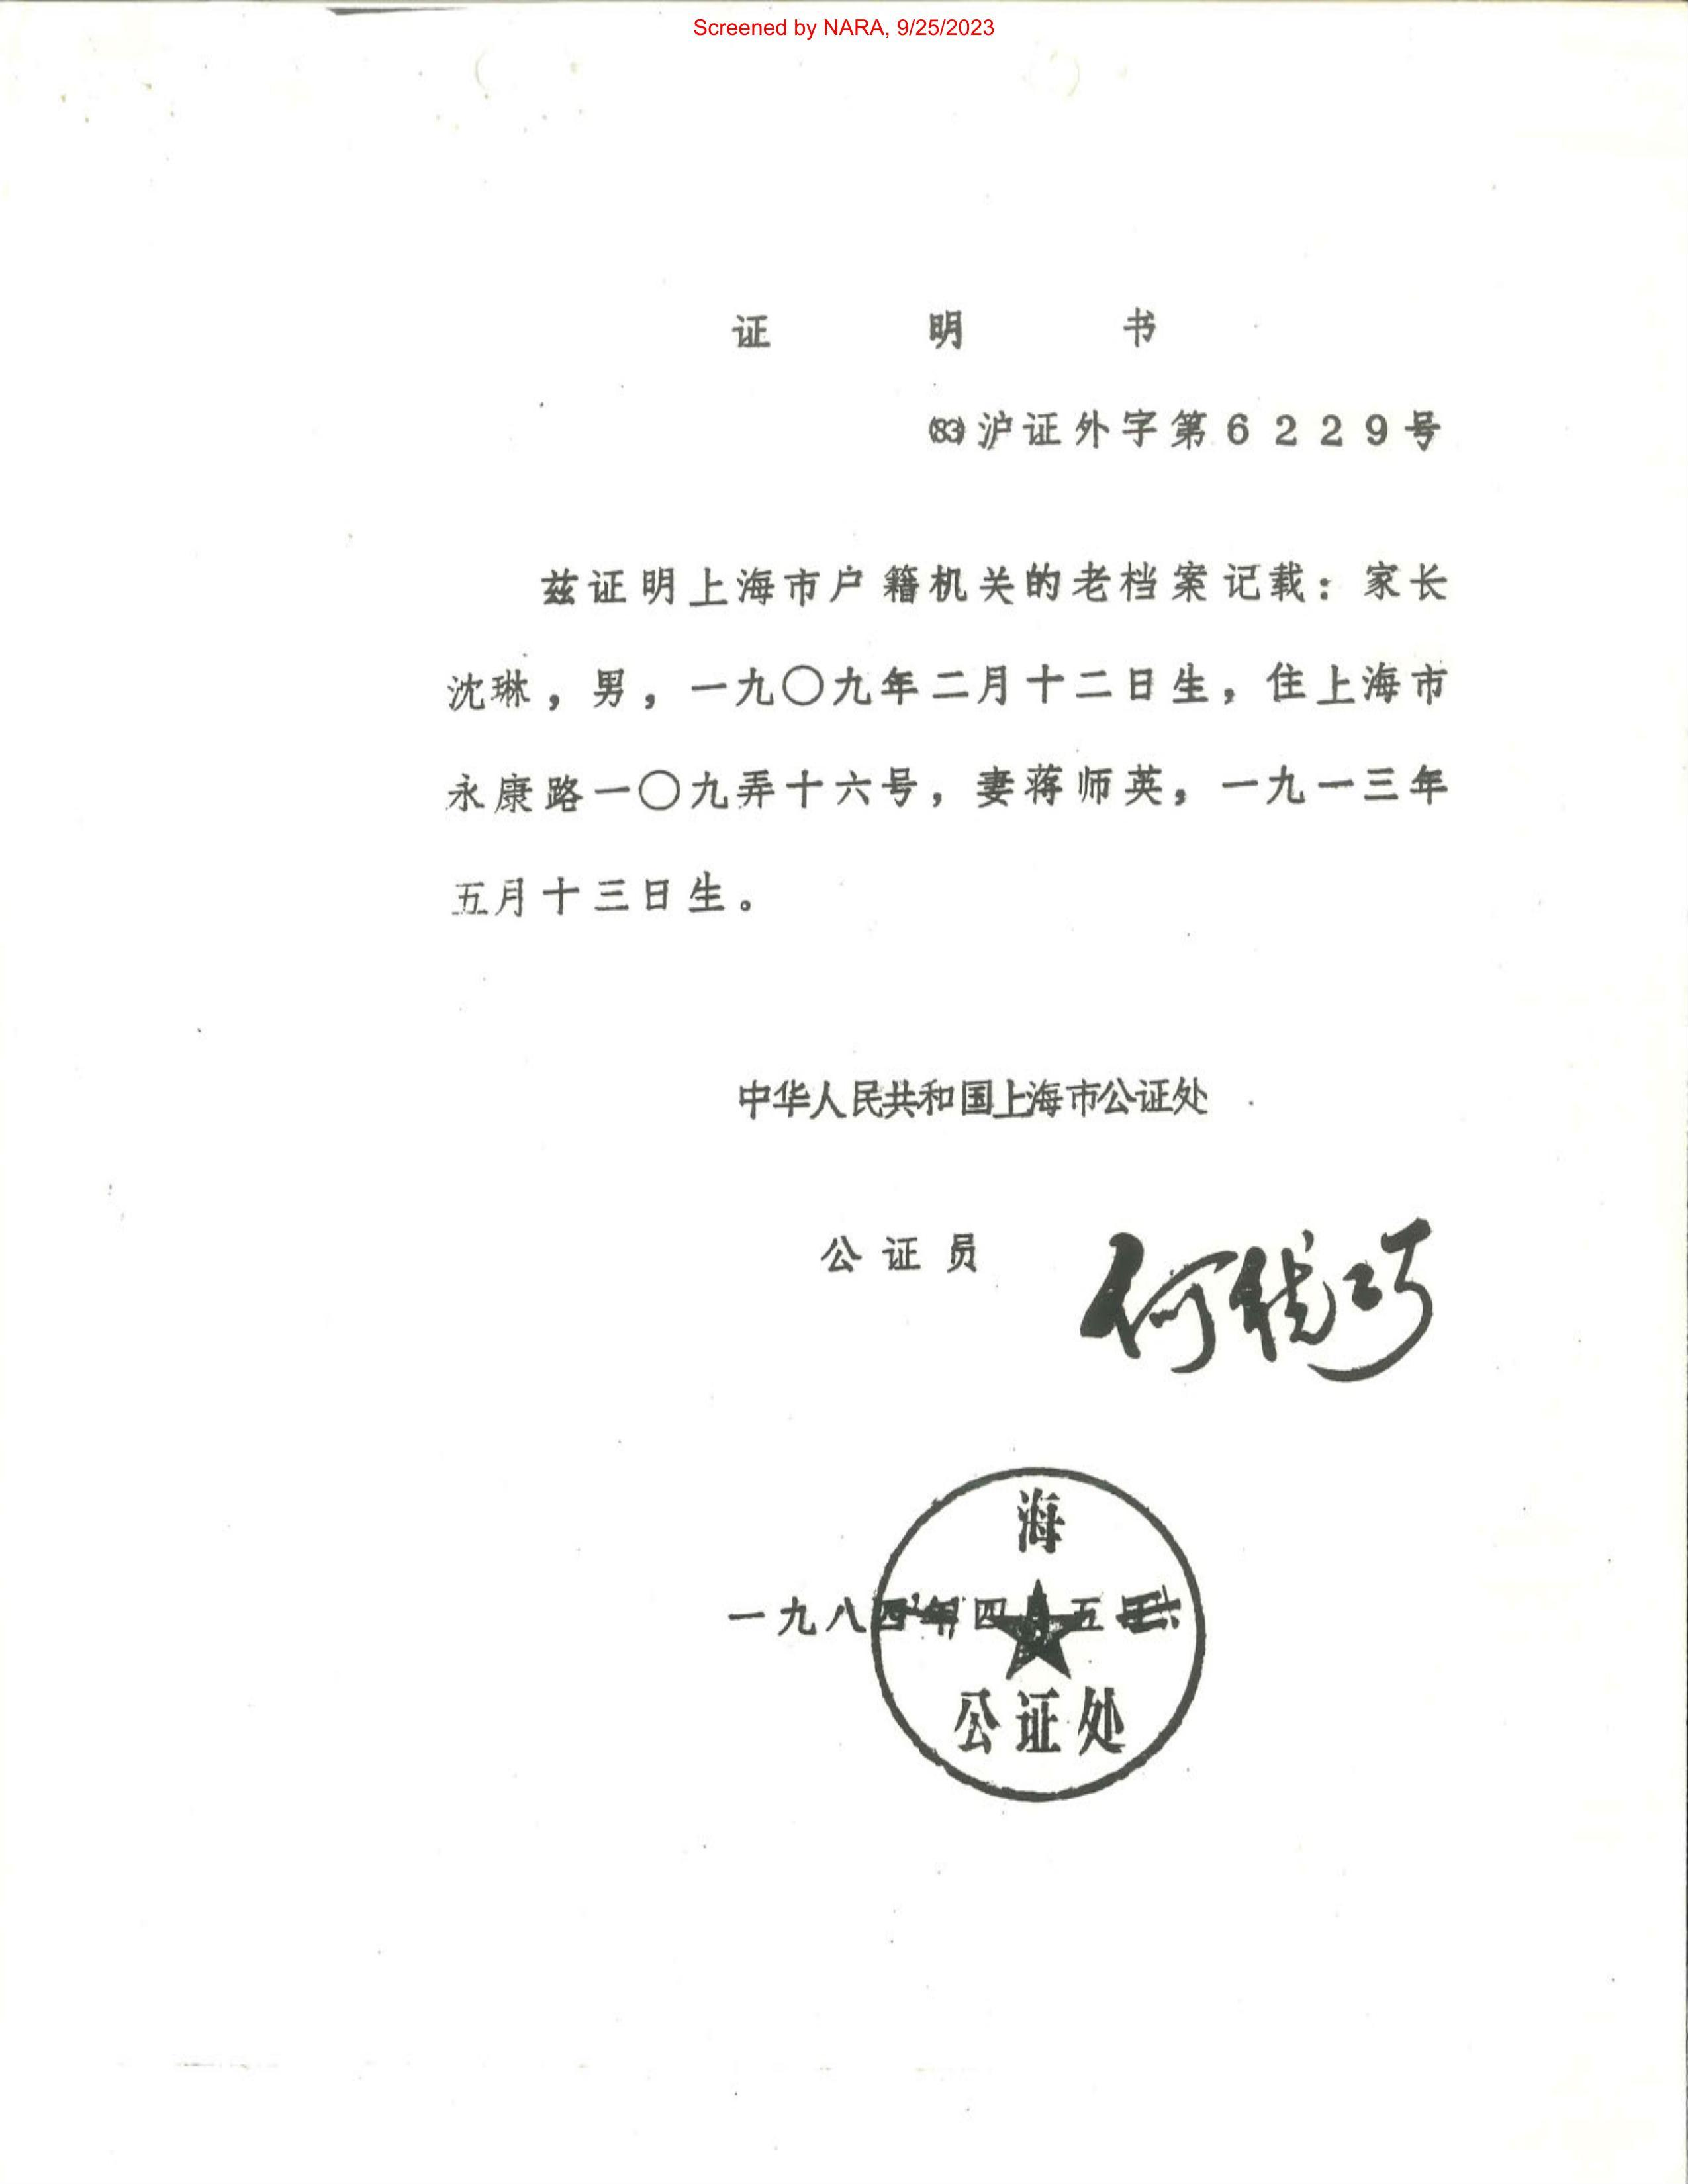 Screened by NARA, 9/25/2023
证明书
(83)沪证外字第6229号
兹证明上海市户籍机关的老档案记载：家长
沈琳，男，一九〇九年二月十二日生，住上海市
永康路一〇九弄十六号，妻蒋师英，一九一三年
五月十三日生。
中华人民共和国上海市公证处
公证员
何优巧
海
一九八四年四月五
公证处